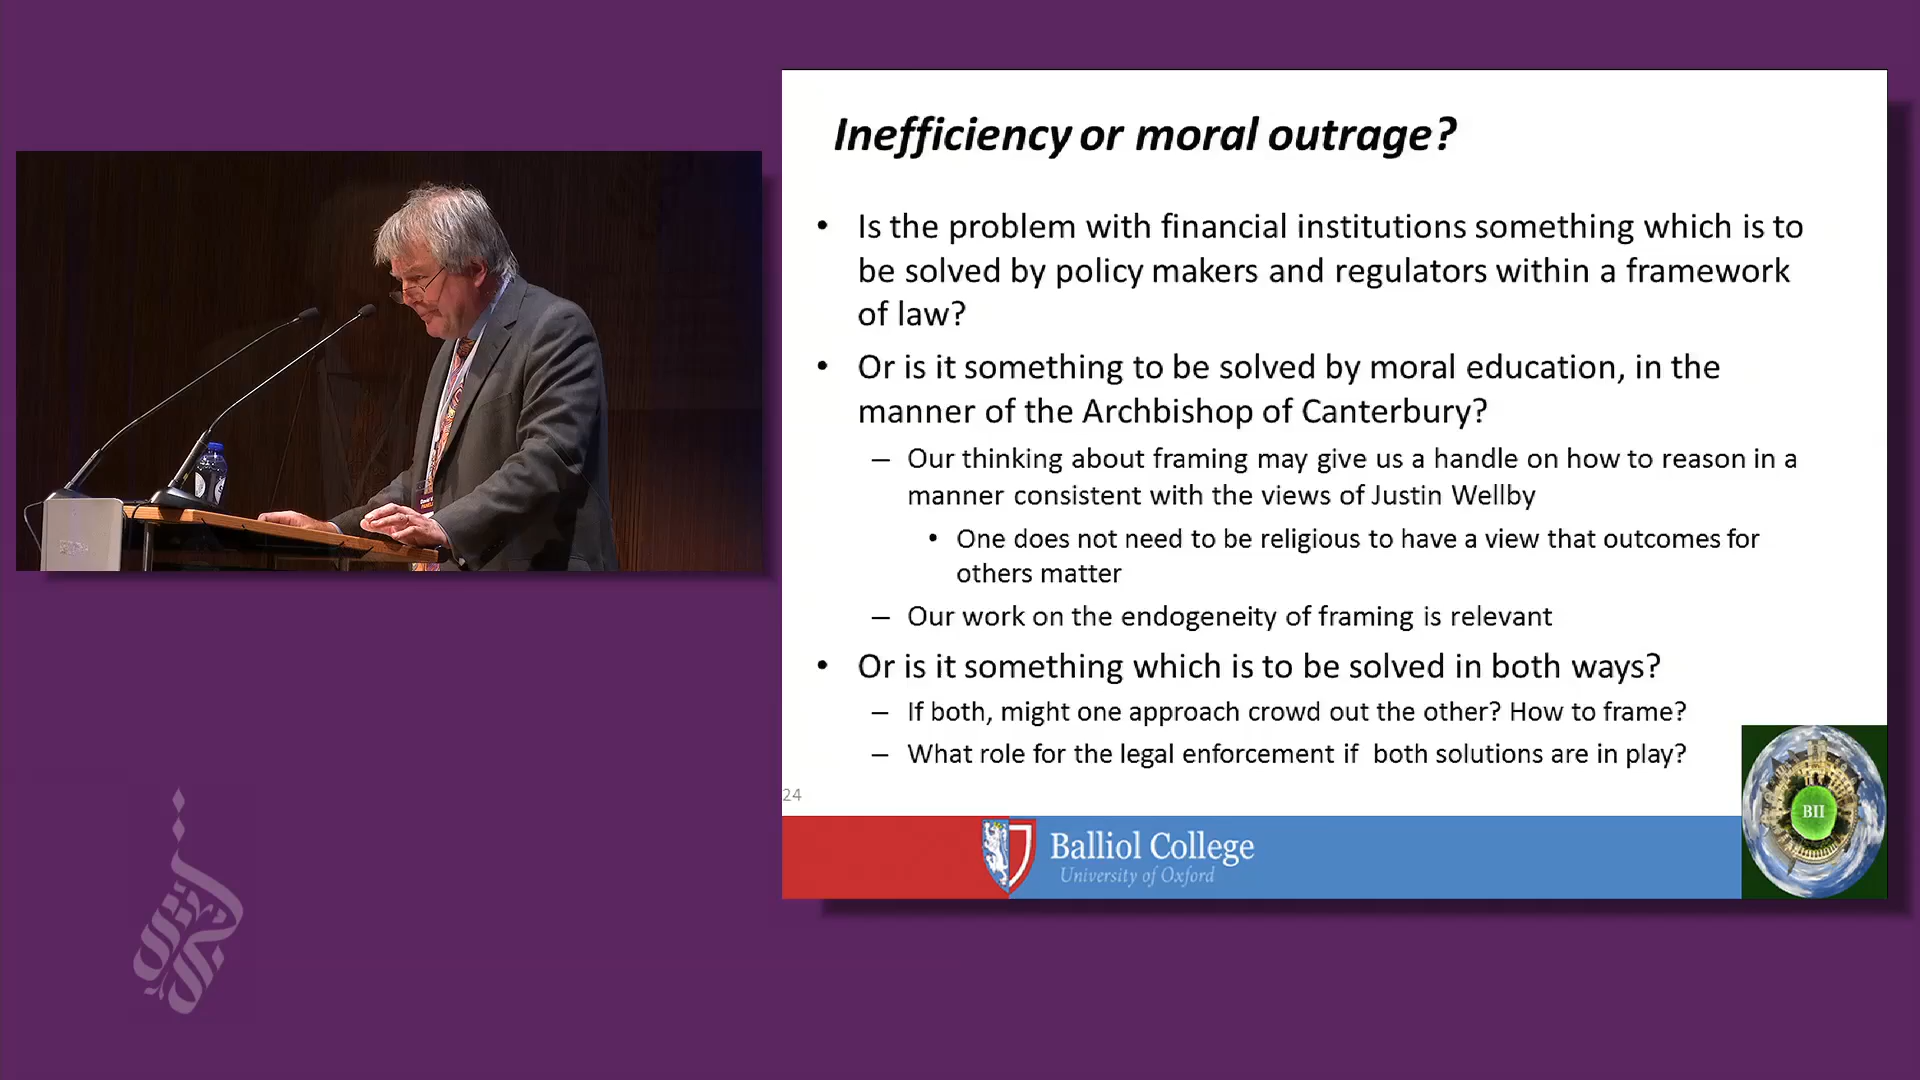 Inefficiency or moral outrage?
• Is the problem with financial institutions something which is to
be solved by policy makers and regulators within a framework
of law?
• Or is it something to be solved by moral education, in the
manner of the Archbishop of Canterbury?
– Our thinking about framing may give us a handle on how to reason in a
manner consistent with the views of Justin Wellby
• One does not need to be religious to have a view that outcomes for
others matter
– Our work on the endogeneity of framing is relevant
• Or is it something which is to be solved in both ways?
– If both, might one approach crowd out the other? How to frame?
– What role for the legal enforcement if both solutions are in play?
24
Balliol College
University of Oxford
BII